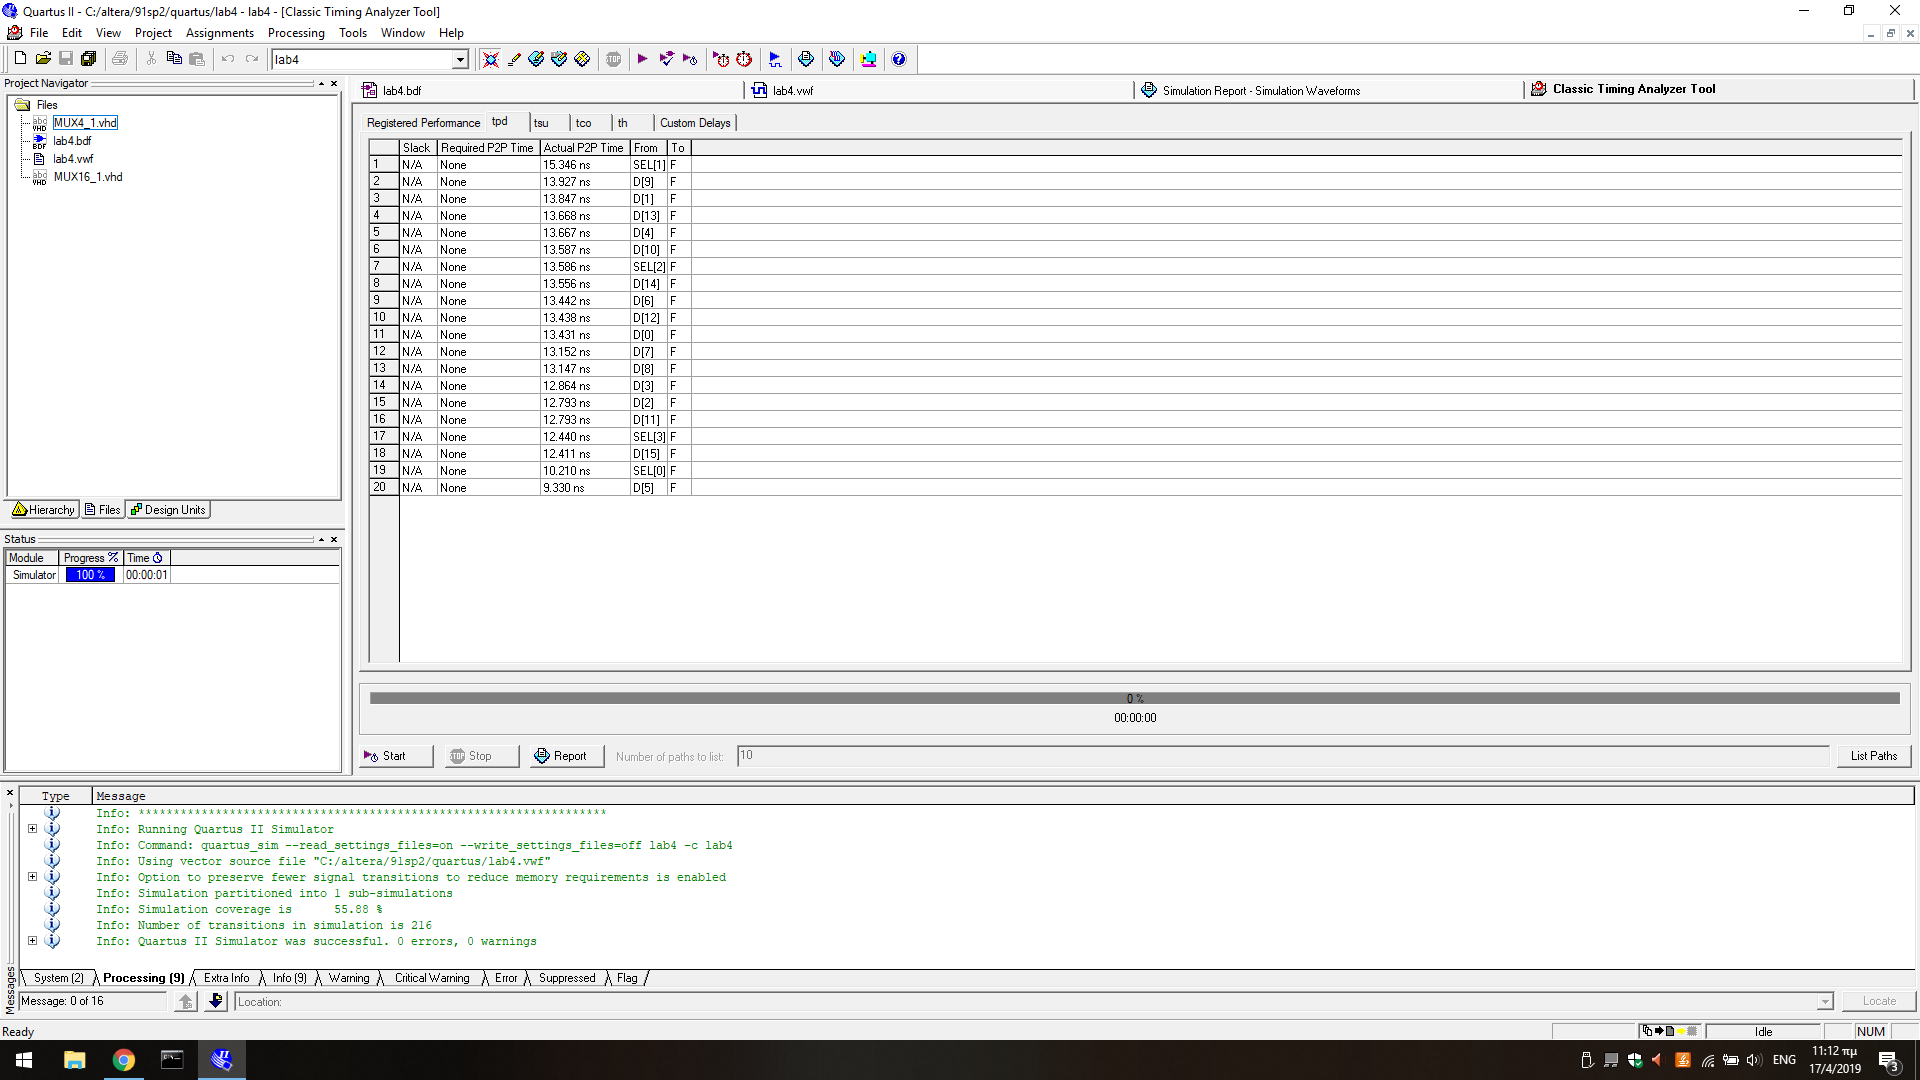 Quartus II - C:/altera/91sp2/quartus/lab4 - lab4 - [Classic Timing Analyzer Tool]
File Edit View Project Assignments Processing Tools Window Help
lab4
Project Navigator
Files
MUX4_1.vhd
lab4.bdf
lab4.vwf
MUX16_1.vhd
Hierarchy Files Design Units
Status
Module Progress % Time
Simulator 100 % 00:00:01
lab4.bdf lab4.vwf Simulation Report - Simulation Waveforms Classic Timing Analyzer Tool
Registered Performance tpd tsu tco th Custom Delays
Slack Required P2P Time Actual P2P Time From To
1 N/A None 15.346 ns SEL[1] F
2 N/A None 13.927 ns D[9] F
3 N/A None 13.847 ns D[1] F
4 N/A None 13.668 ns D[13] F
5 N/A None 13.667 ns D[4] F
6 N/A None 13.587 ns D[10] F
7 N/A None 13.586 ns SEL[2] F
8 N/A None 13.556 ns D[14] F
9 N/A None 13.442 ns D[6] F
10 N/A None 13.438 ns D[12] F
11 N/A None 13.431 ns D[0] F
12 N/A None 13.152 ns D[7] F
13 N/A None 13.147 ns D[8] F
14 N/A None 12.864 ns D[3] F
15 N/A None 12.793 ns D[2] F
16 N/A None 12.793 ns D[11] F
17 N/A None 12.440 ns SEL[3] F
18 N/A None 12.411 ns D[15] F
19 N/A None 10.210 ns SEL[0] F
20 N/A None 9.330 ns D[5] F
0 %
00:00:00
Start Stop Report Number of paths to list: 10 List Paths
Type Message
Info: *******************************************************************
Info: Running Quartus II Simulator
Info: Command: quartus_sim --read_settings_files=on --write_settings_files=off lab4 -c lab4
Info: Using vector source file "C:/altera/91sp2/quartus/lab4.vwf"
Info: Option to preserve fewer signal transitions to reduce memory requirements is enabled
Info: Simulation partitioned into 1 sub-simulations
Info: Simulation coverage is 55.88 %
Info: Number of transitions in simulation is 216
Info: Quartus II Simulator was successful. 0 errors, 0 warnings
System (2) Processing (9) Extra Info Info (9) Warning Critical Warning Error Suppressed Flag
Messages
Message: 0 of 16 Location: Locate
Ready Idle NUM
ENG 11:12 πμ
17/4/2019
3